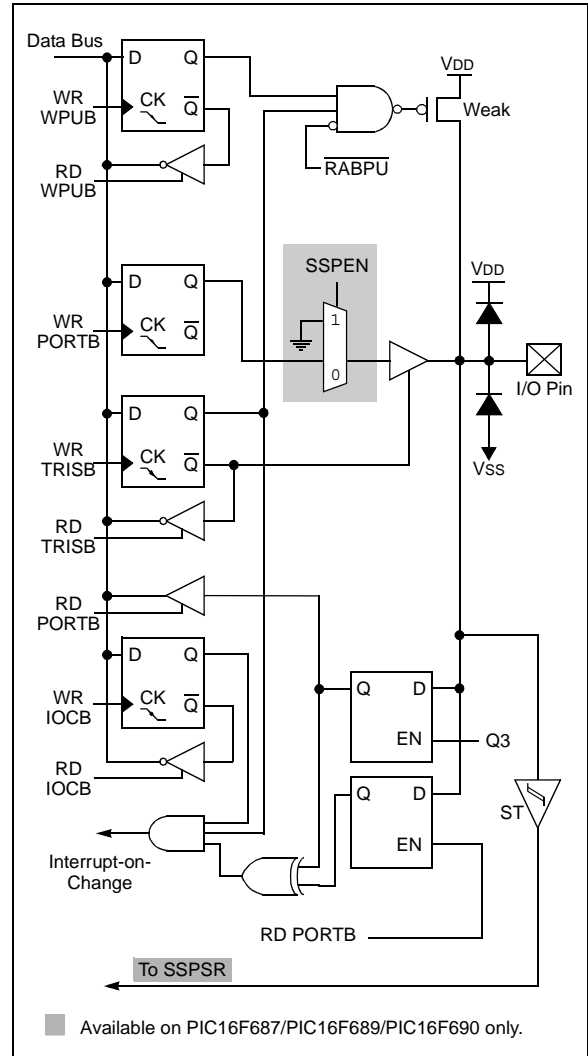 Data Bus
D Q
VDD
WR
WPUB
CK Q̅
Weak
RD
WPUB
R̅A̅B̅P̅U̅
SSPEN
VDD
D Q
1
WR
PORTB
CK Q̅
0
I/O Pin
D Q
WR
TRISB
CK Q̅
VSS
RD
TRISB
RD
PORTB
D Q
Q D
WR
IOCB
CK Q̅
EN Q3
RD
IOCB
Q D
ST
EN
Interrupt-on-
Change
RD PORTB
To SSPSR
Available on PIC16F687/PIC16F689/PIC16F690 only.